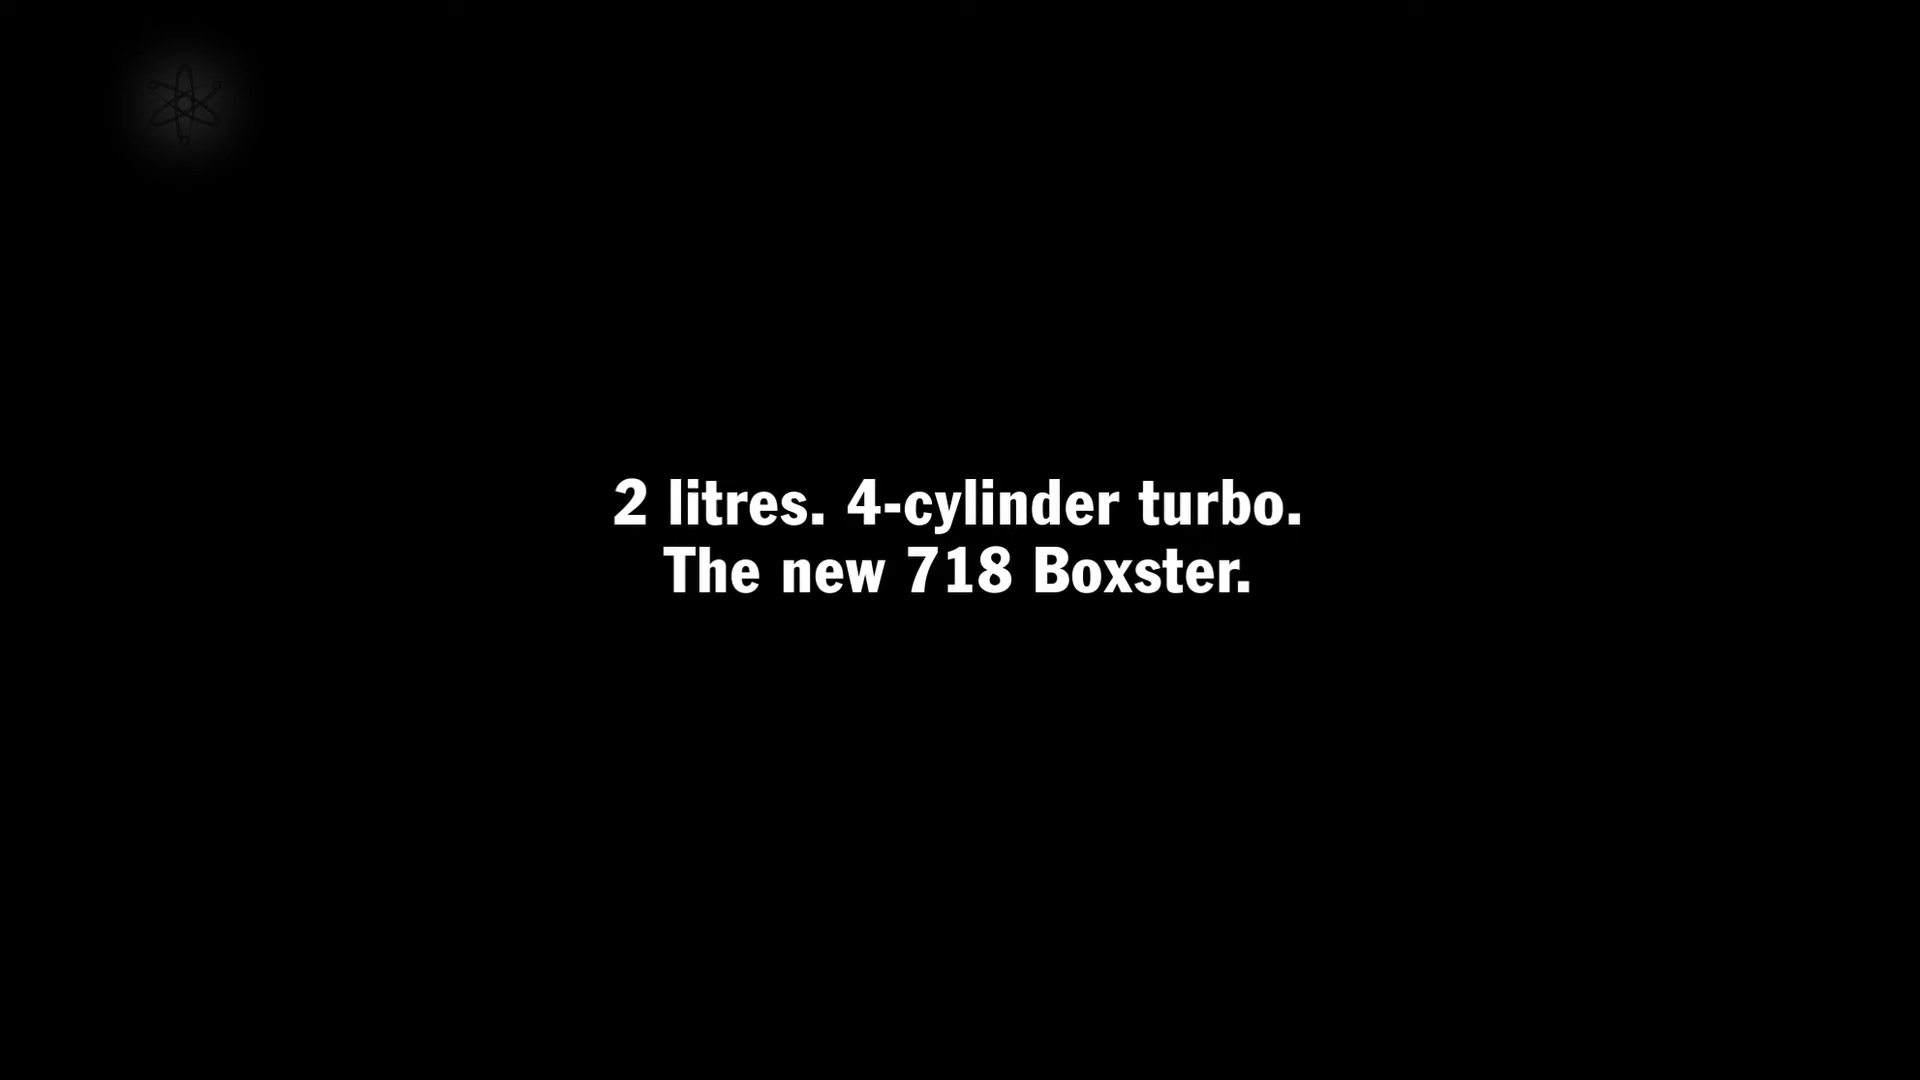 2 litres. 4-cylinder turbo.
The new 718 Boxster.